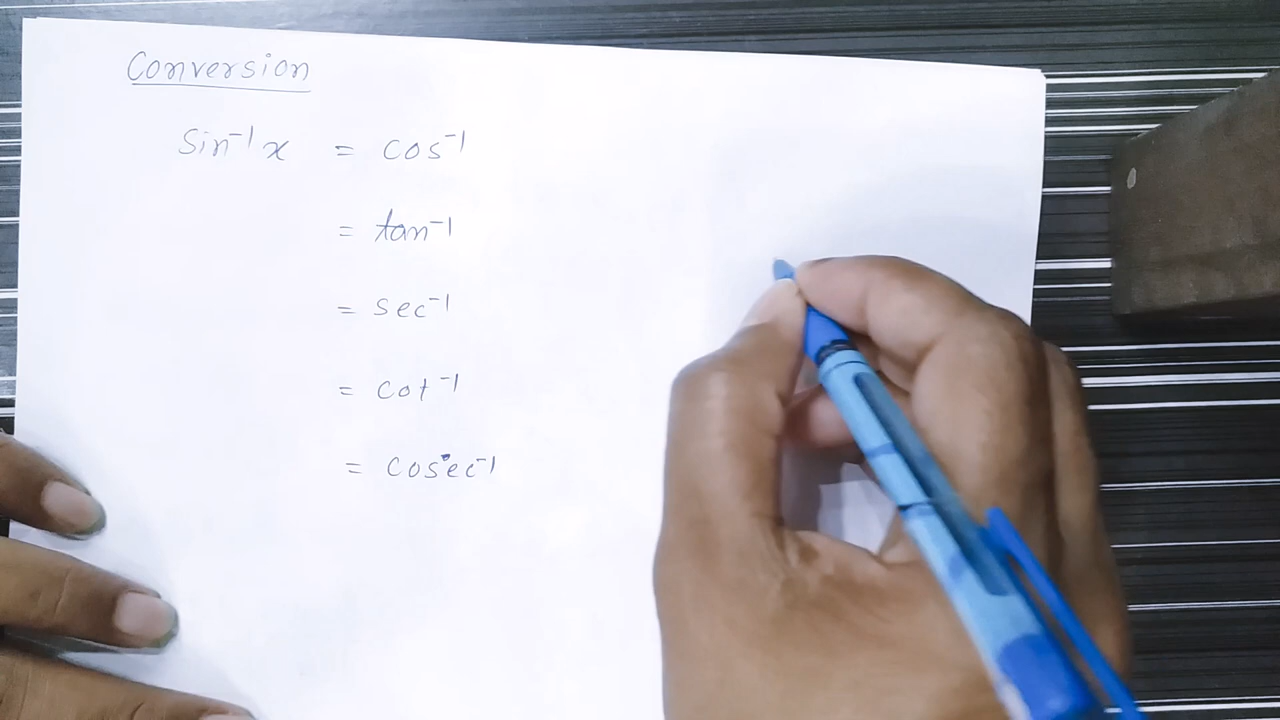 Conversion
Sin⁻¹x = cos⁻¹
= tan⁻¹
= sec⁻¹
= cot⁻¹
= cosec⁻¹